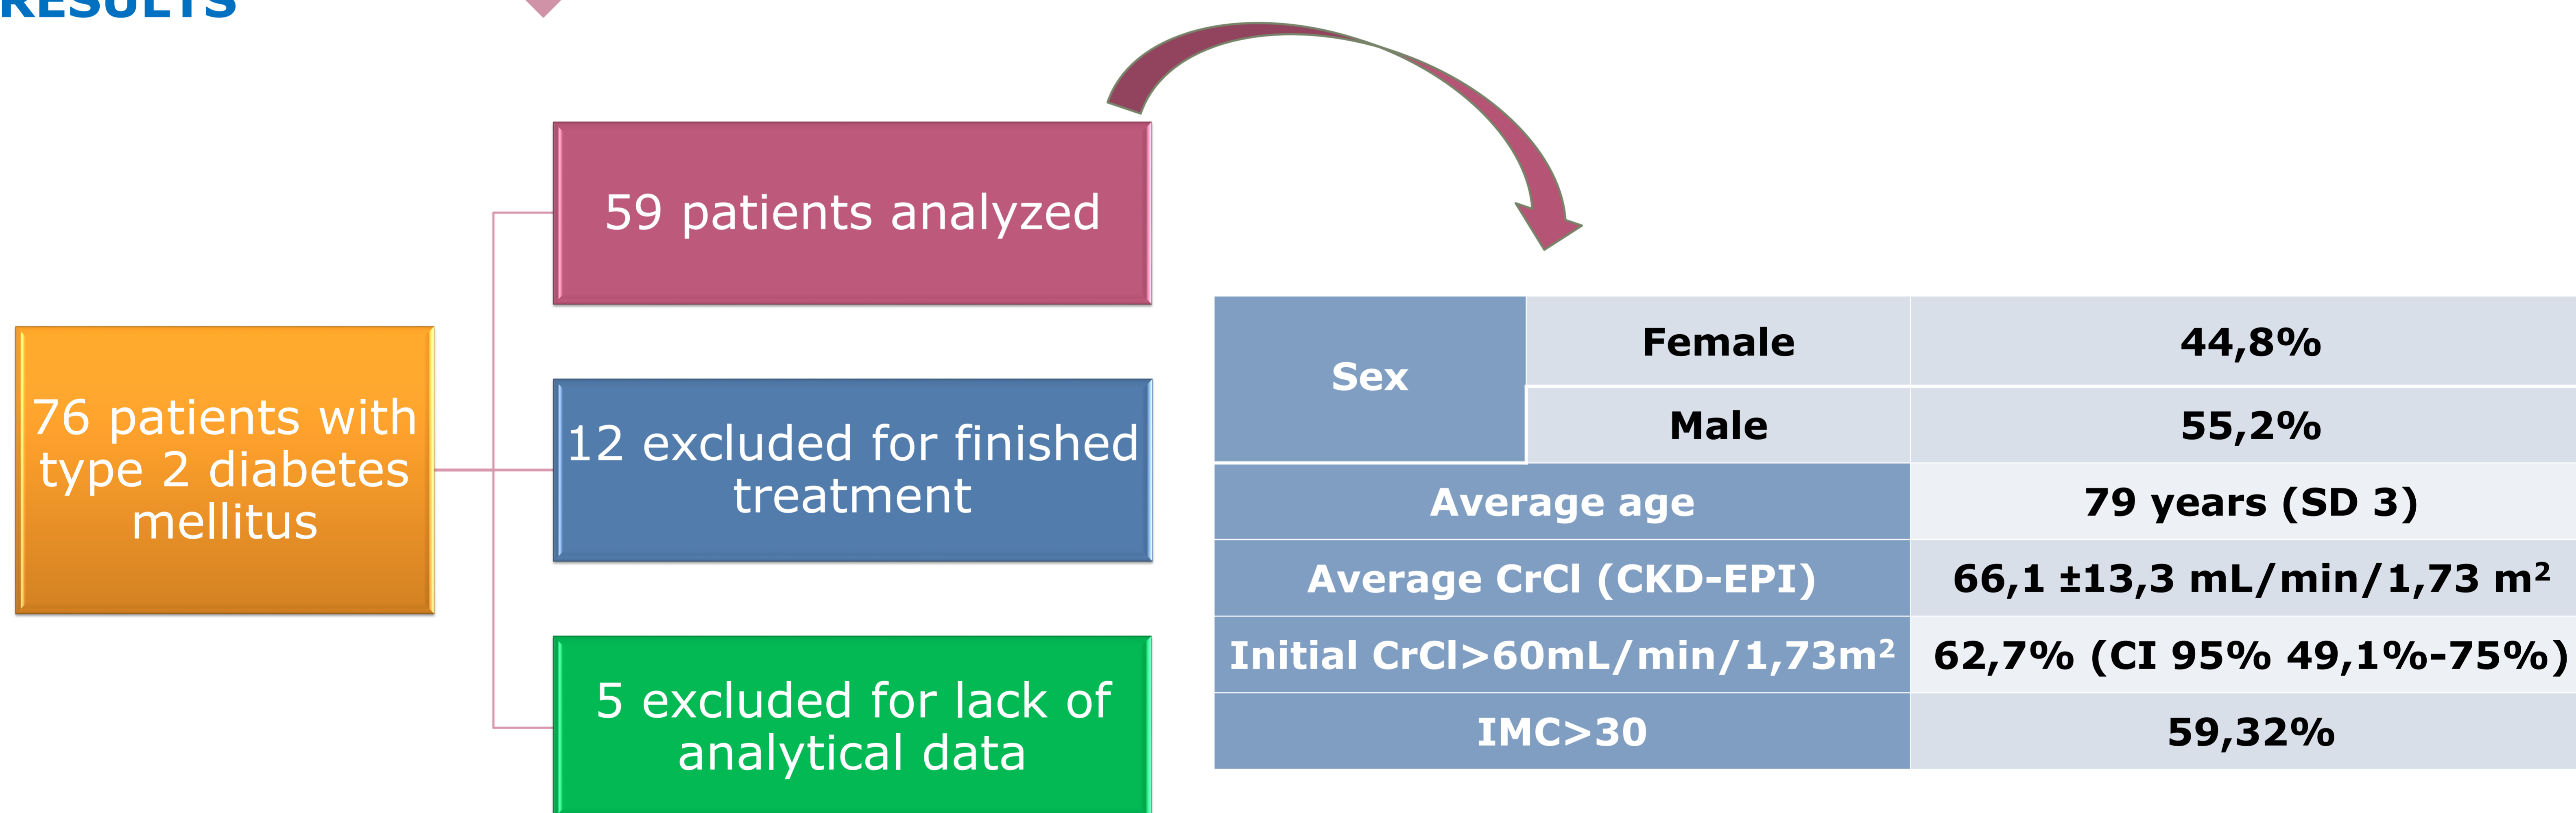 RESULTS
76 patients with
type 2 diabetes
mellitus
59 patients analyzed
12 excluded for finished
treatment
5 excluded for lack of
analytical data
Sex
Female
44,8%
Male
55,2%
Average age
79 years (SD 3)
Average CrCl (CKD-EPI)
66,1 ±13,3 mL/min/1,73 m²
Initial CrCl>60mL/min/1,73m²
62,7% (CI 95% 49,1%-75%)
IMC>30
59,32%